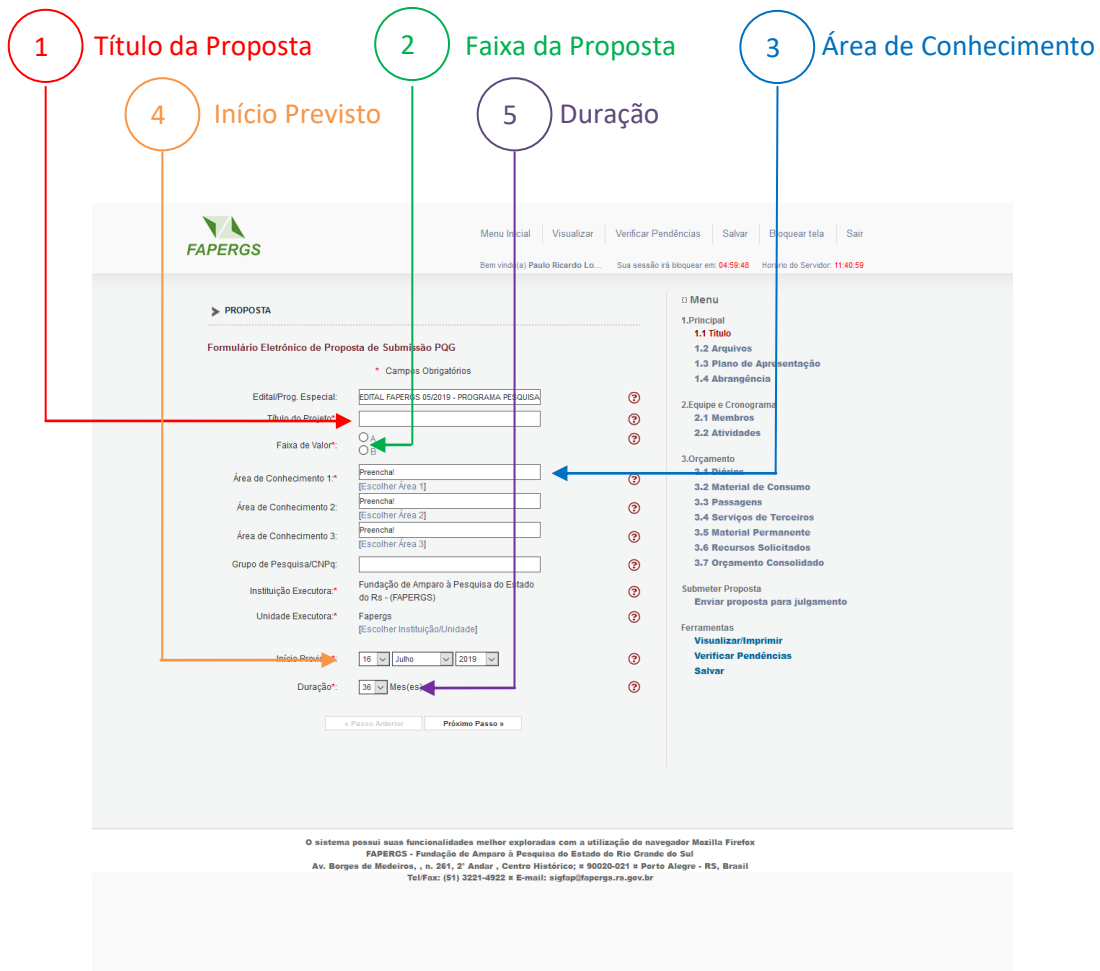 1 Título da Proposta
2 Faixa da Proposta
3 Área de Conhecimento
4 Início Previsto
5 Duração
FAPERGS
Menu Inicial Visualizar Verificar Pendências Salvar Bloquear tela Sair
Bem vindo(a) Paulo Ricardo Lo... Sua sessão irá bloquear em: 04:59:48 Horário do Servidor: 11:40:59
PROPOSTA
Formulário Eletrônico de Proposta de Submissão PQG
* Campos Obrigatórios
Edital/Prog. Especial: EDITAL FAPERGS 05/2019 - PROGRAMA PESQUISA
Título do Projeto*:
Faixa de Valor*: A
B
Área de Conhecimento 1:* Preencha!
[Escolher Área 1]
Área de Conhecimento 2: Preencha!
[Escolher Área 2]
Área de Conhecimento 3: Preencha!
[Escolher Área 3]
Grupo de Pesquisa/CNPq:
Instituição Executora:* Fundação de Amparo à Pesquisa do Estado
do Rs - (FAPERGS)
Unidade Executora:* Fapergs
[Escolher Instituição/Unidade]
Início Previsto*: 16 Julho 2019
Duração*: 36 Mes(es)
« Passo Anterior Próximo Passo »
¤ Menu
1.Principal
1.1 Título
1.2 Arquivos
1.3 Plano de Apresentação
1.4 Abrangência
2.Equipe e Cronograma
2.1 Membros
2.2 Atividades
3.Orçamento
3.1 Diárias
3.2 Material de Consumo
3.3 Passagens
3.4 Serviços de Terceiros
3.5 Material Permanente
3.6 Recursos Solicitados
3.7 Orçamento Consolidado
Submeter Proposta
Enviar proposta para julgamento
Ferramentas
Visualizar/Imprimir
Verificar Pendências
Salvar
O sistema possui suas funcionalidades melhor exploradas com a utilização do navegador Mozilla Firefox
FAPERGS - Fundação de Amparo à Pesquisa do Estado do Rio Grande do Sul
Av. Borges de Medeiros, , n. 261, 2° Andar , Centro Histórico; ¤ 90020-021 ¤ Porto Alegre - RS, Brasil
Tel/Fax: (51) 3221-4922 ¤ E-mail: sigfap@fapergs.rs.gov.br